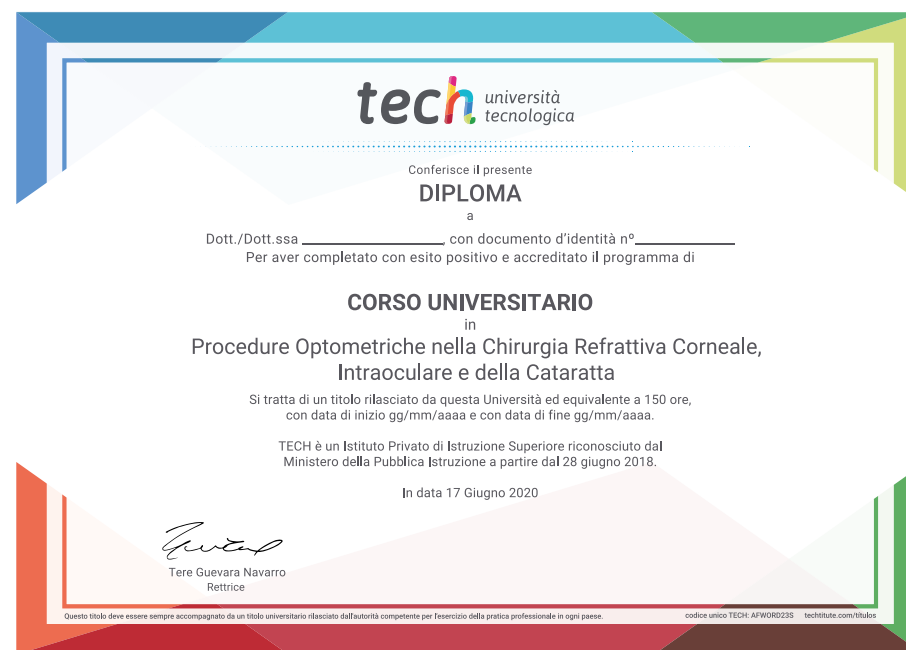 tech università
tecnologica
Conferisce il presente
DIPLOMA
a
Dott./Dott.ssa ____________________, con documento d'identità nº______________
Per aver completato con esito positivo e accreditato il programma di
CORSO UNIVERSITARIO
in
Procedure Optometriche nella Chirurgia Refrattiva Corneale,
Intraoculare e della Cataratta
Si tratta di un titolo rilasciato da questa Università ed equivalente a 150 ore,
con data di inizio gg/mm/aaaa e con data di fine gg/mm/aaaa.
TECH è un Istituto Privato di Istruzione Superiore riconosciuto dal
Ministero della Pubblica Istruzione a partire dal 28 giugno 2018.
In data 17 Giugno 2020
Tere Guevara Navarro
Rettrice
Questo titolo deve essere sempre accompagnato da un titolo universitario rilasciato dall'autorità competente per l'esercizio della pratica professionale in ogni paese. codice unico TECH: AFWORD23S techtitute.com/titulos